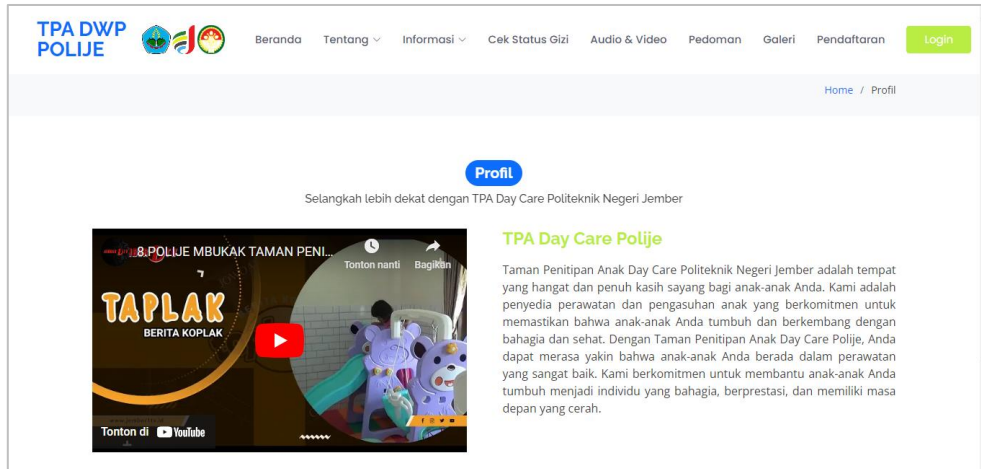 TPA DWP
POLIJE
Beranda Tentang Informasi Cek Status Gizi Audio & Video Pedoman Galeri Pendaftaran Login
Home / Profil
Profil
Selangkah lebih dekat dengan TPA Day Care Politeknik Negeri Jember
8.POLIJE MBUKAK TAMAN PENI...
Tonton nanti Bagikan
TAPLAK
BERITA KOPLAK
Tonton di YouTube
TPA Day Care Polije
Taman Penitipan Anak Day Care Politeknik Negeri Jember adalah tempat
yang hangat dan penuh kasih sayang bagi anak-anak Anda. Kami adalah
penyedia perawatan dan pengasuhan anak yang berkomitmen untuk
memastikan bahwa anak-anak Anda tumbuh dan berkembang dengan
bahagia dan sehat. Dengan Taman Penitipan Anak Day Care Polije, Anda
dapat merasa yakin bahwa anak-anak Anda berada dalam perawatan
yang sangat baik. Kami berkomitmen untuk membantu anak-anak Anda
tumbuh menjadi individu yang bahagia, berprestasi, dan memiliki masa
depan yang cerah.